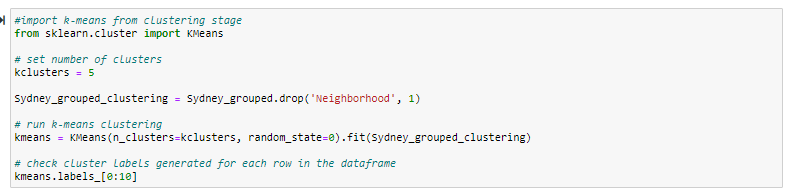 #import k-means from clustering stage
from sklearn.cluster import KMeans
# set number of clusters
kclusters = 5
Sydney_grouped_clustering = Sydney_grouped.drop('Neighborhood', 1)
# run k-means clustering
kmeans = KMeans(n_clusters=kclusters, random_state=0).fit(Sydney_grouped_clustering)
# check cluster labels generated for each row in the dataframe
kmeans.labels_[0:10]